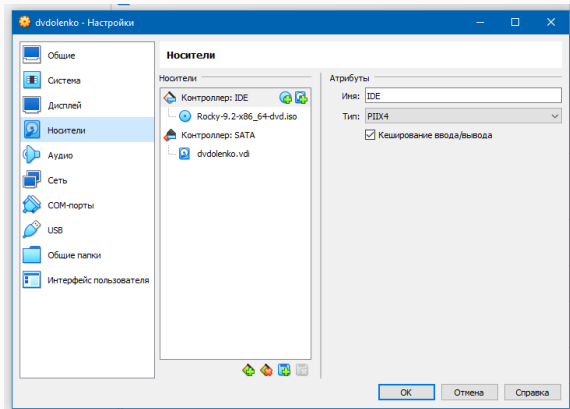 dvdolenko - Настройки
Общие
Система
Дисплей
Носители
Аудио
Сеть
COM-порты
USB
Общие папки
Интерфейс пользователя
Носители
Носители
Контроллер: IDE
Rocky-9.2-x86_64-dvd.iso
Контроллер: SATA
dvdolenko.vdi
Атрибуты
Имя: IDE
Тип: PIIX4
Кеширование ввода/вывода
OK Отмена Справка